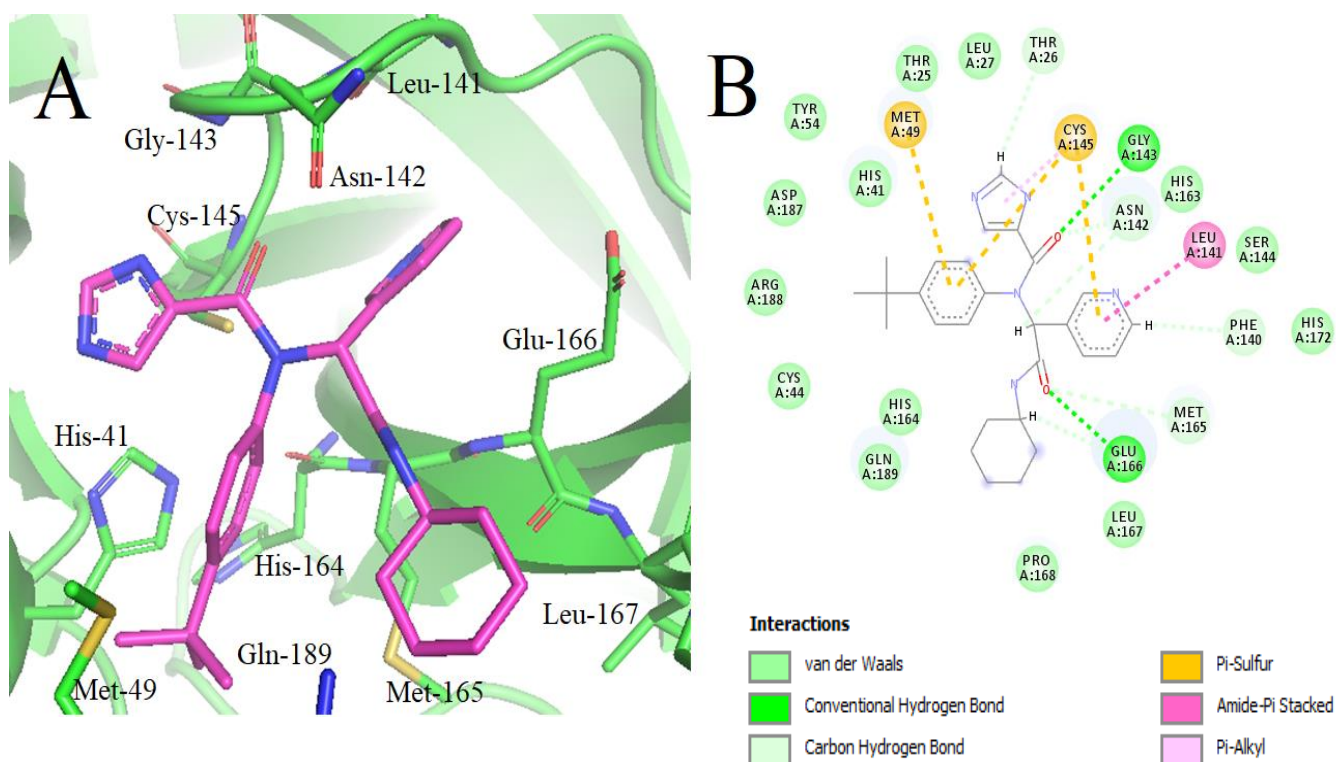 A
Leu-141
Gly-143
Asn-142
Cys-145
Glu-166
His-41
His-164
Leu-167
Gln-189
Met-49
Met-165
B
THR
A:26
LEU
A:27
THR
A:25
TYR
A:54
MET
A:49
CYS
A:145
GLY
A:143
HIS
A:41
HIS
A:163
ASP
A:187
ASN
A:142
LEU
A:141
SER
A:144
ARG
A:188
PHE
A:140
HIS
A:172
CYS
A:44
HIS
A:164
MET
A:165
GLN
A:189
GLU
A:166
LEU
A:167
PRO
A:168
H
N
N
O
N
N
H
H
O
N
H
Interactions
van der Waals
Conventional Hydrogen Bond
Carbon Hydrogen Bond
Pi-Sulfur
Amide-Pi Stacked
Pi-Alkyl